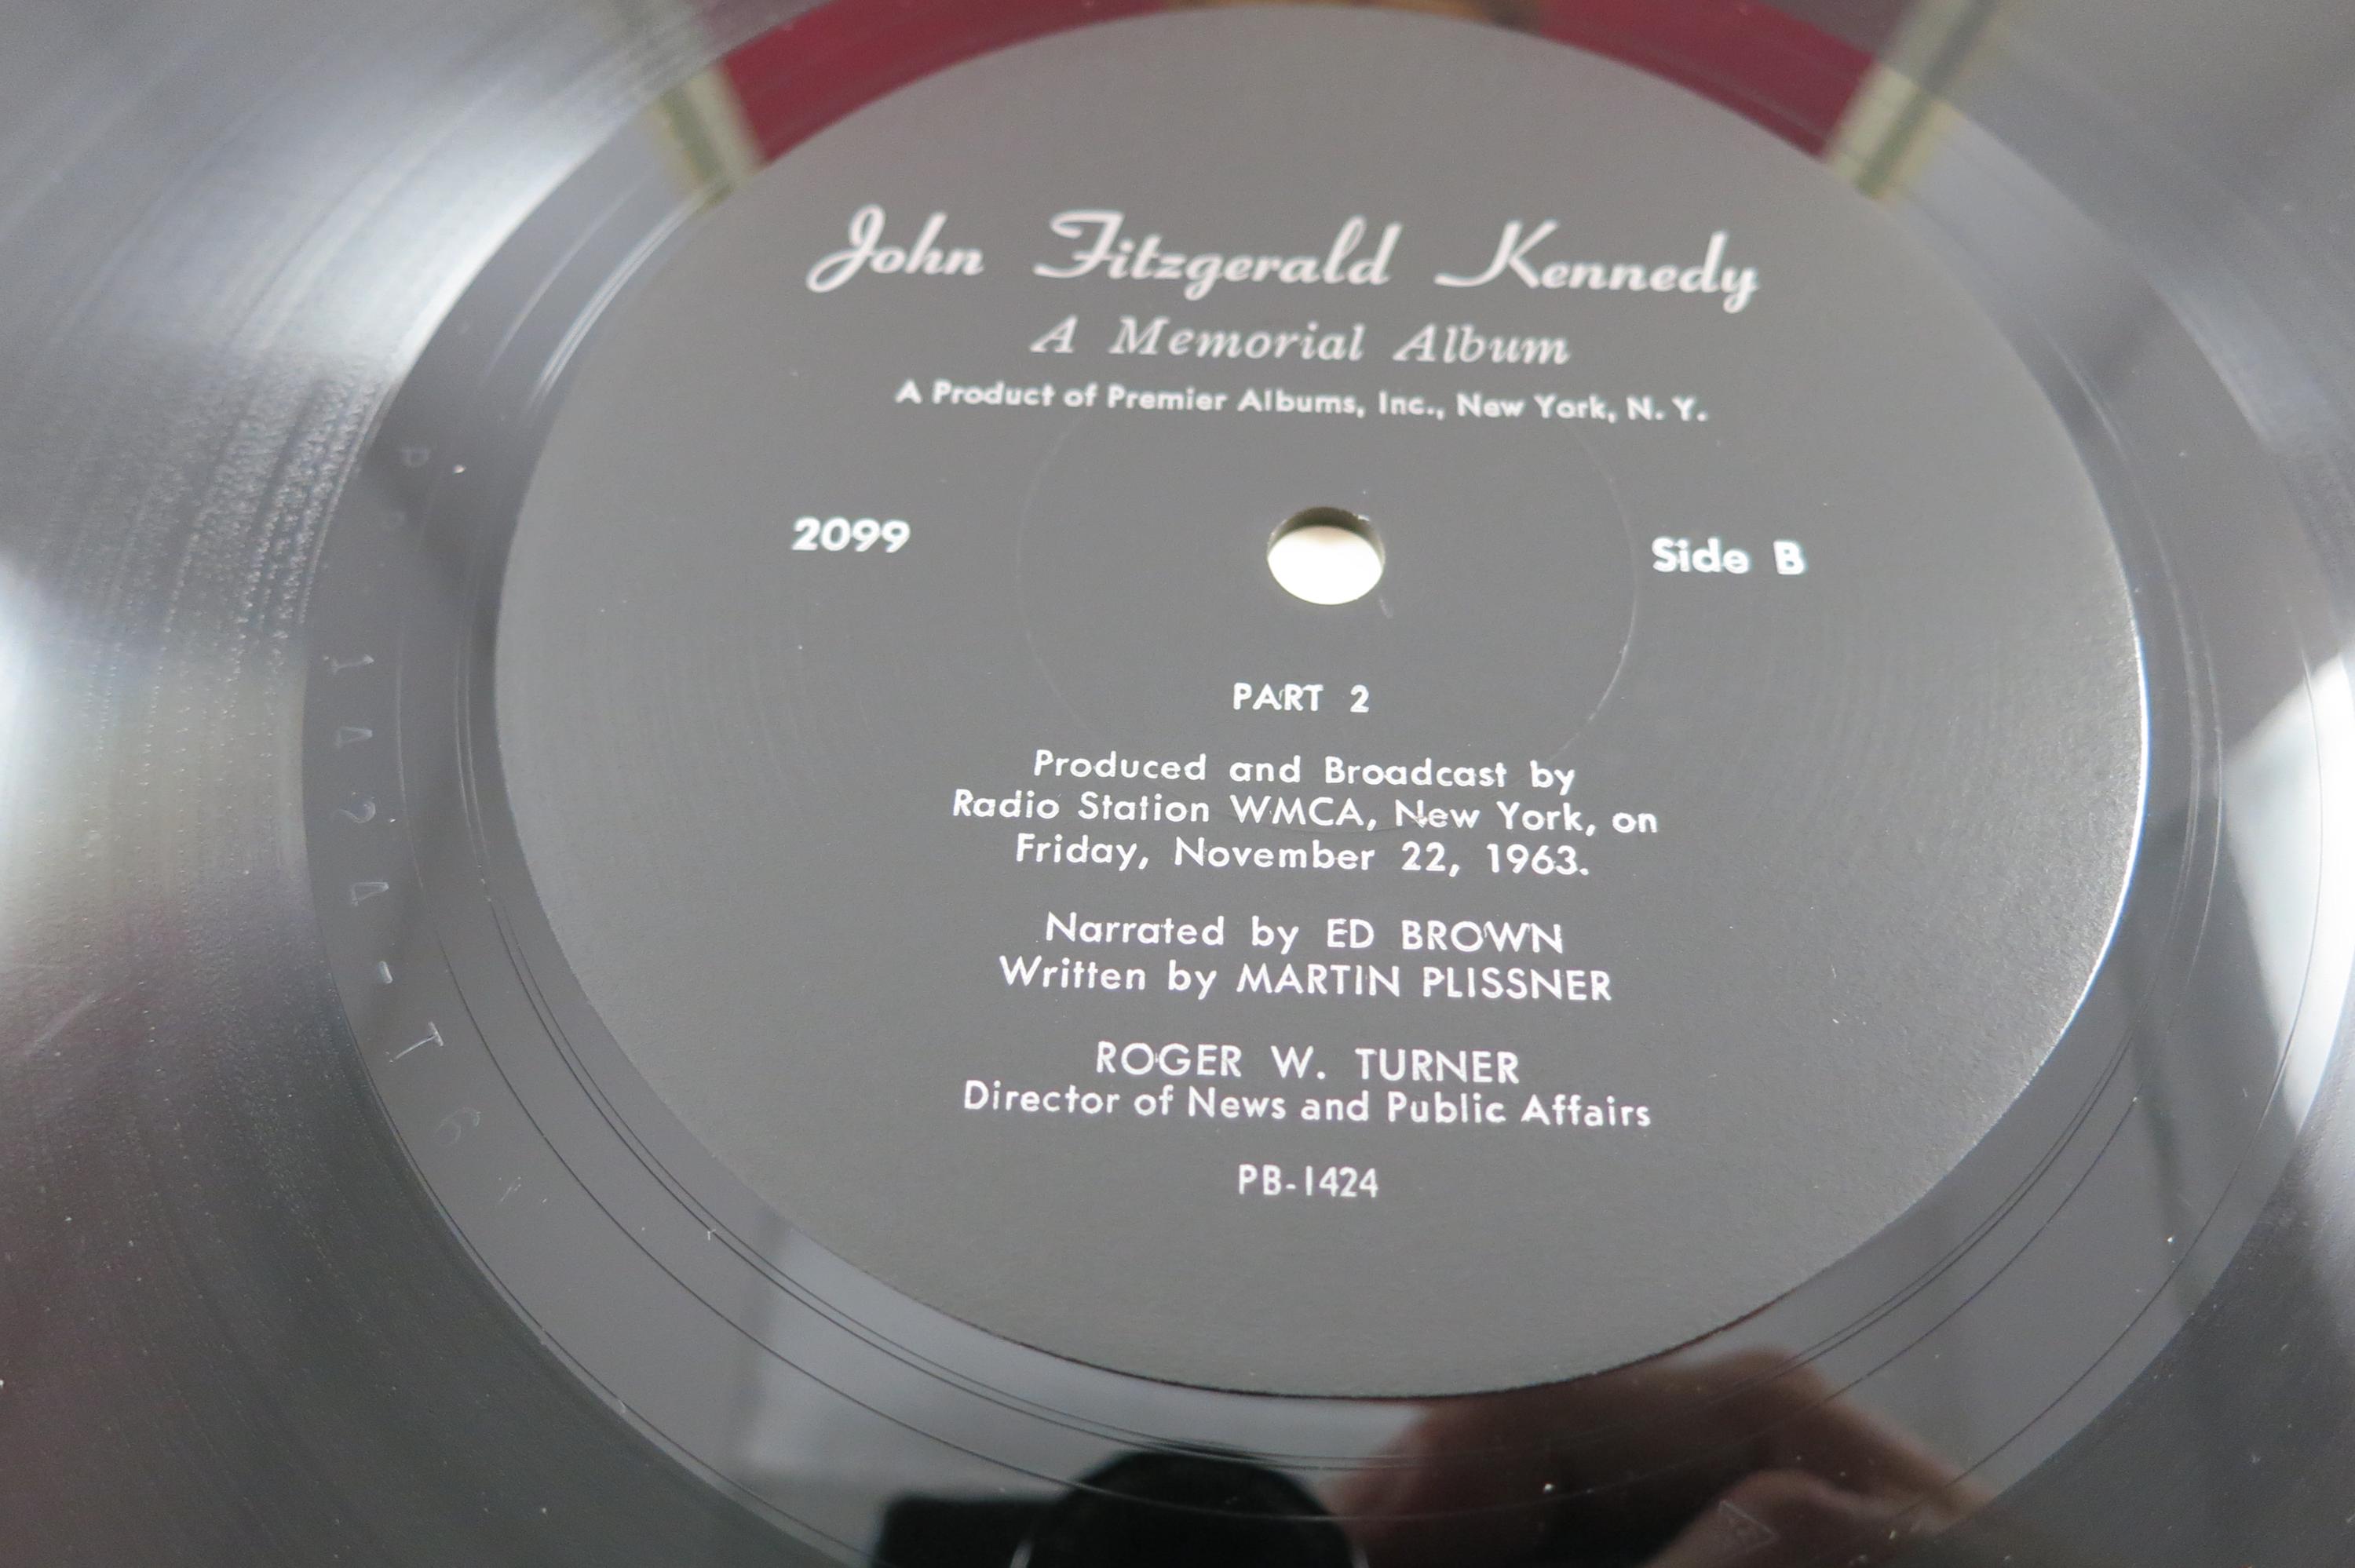 John Fitzgerald Kennedy
A Memorial Album
A Product of Premier Albums, Inc., New York, N. Y.
2099
Side B
PART 2
Produced and Broadcast by
Radio Station WMCA, New York, on
Friday, November 22, 1963.
Narrated by ED BROWN
Written by MARTIN PLISSNER
ROGER W. TURNER
Director of News and Public Affairs
PB-1424